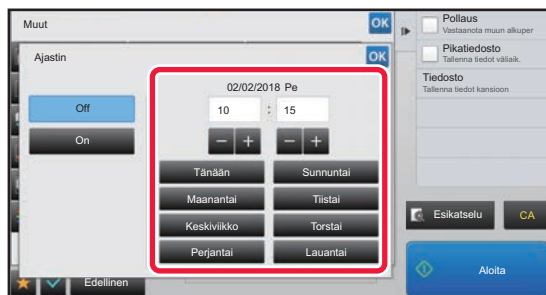 Muut
OK
Ajastin
OK
Off
On
02/02/2018 Pe
10 : 15
Tänään
Sunnuntai
Maanantai
Tiistai
Keskiviikko
Torstai
Perjantai
Lauantai
Edellinen
Pollaus
Vastaanota muun alkuper
Pikatiedosto
Tallenna tiedot väliaik.
Tiedosto
Tallenna tiedot kansioon
Esikatselu
CA
Aloita